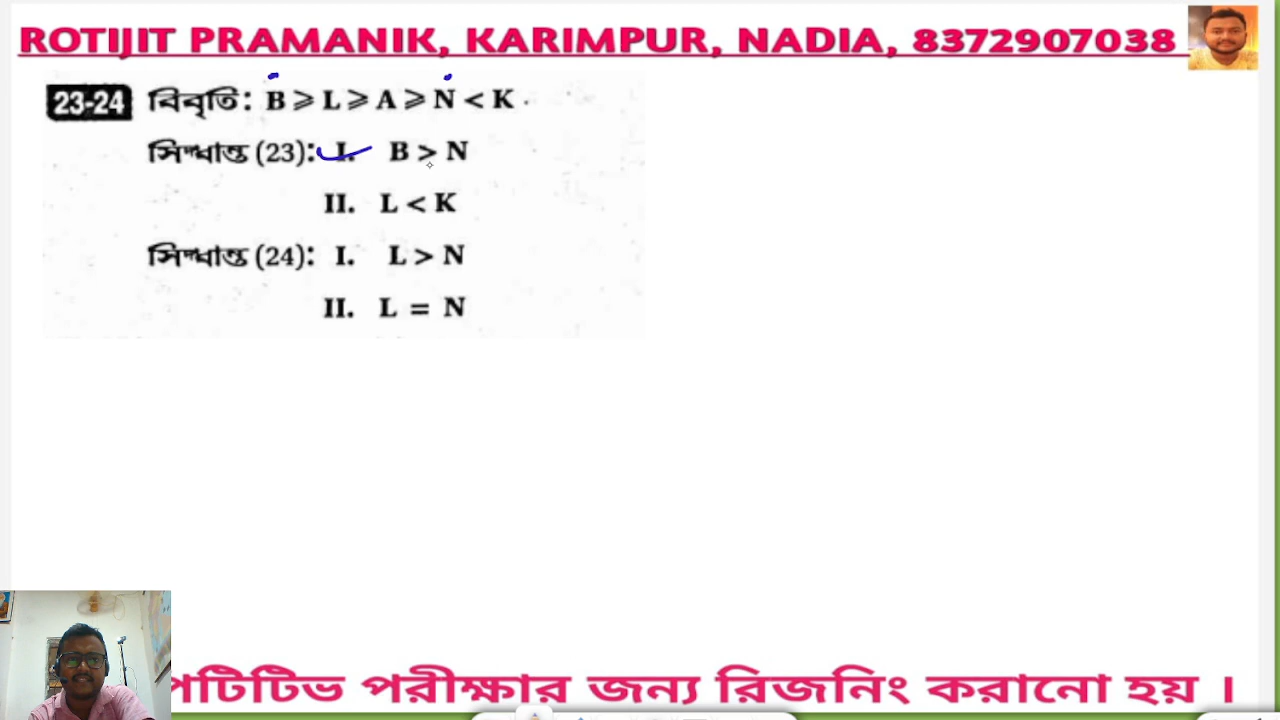 ROTIJIT PRAMANIK, KARIMPUR, NADIA, 8372907038
23-24 বিবৃতি: B ⩾ L ⩾ A ⩾ N < K
সিদ্ধান্ত (23): I. B > N
II. L < K
সিদ্ধান্ত (24): I. L > N
II. L = N
পটিটিভ পরীক্ষার জন্য রিজনিং করানো হয় ।